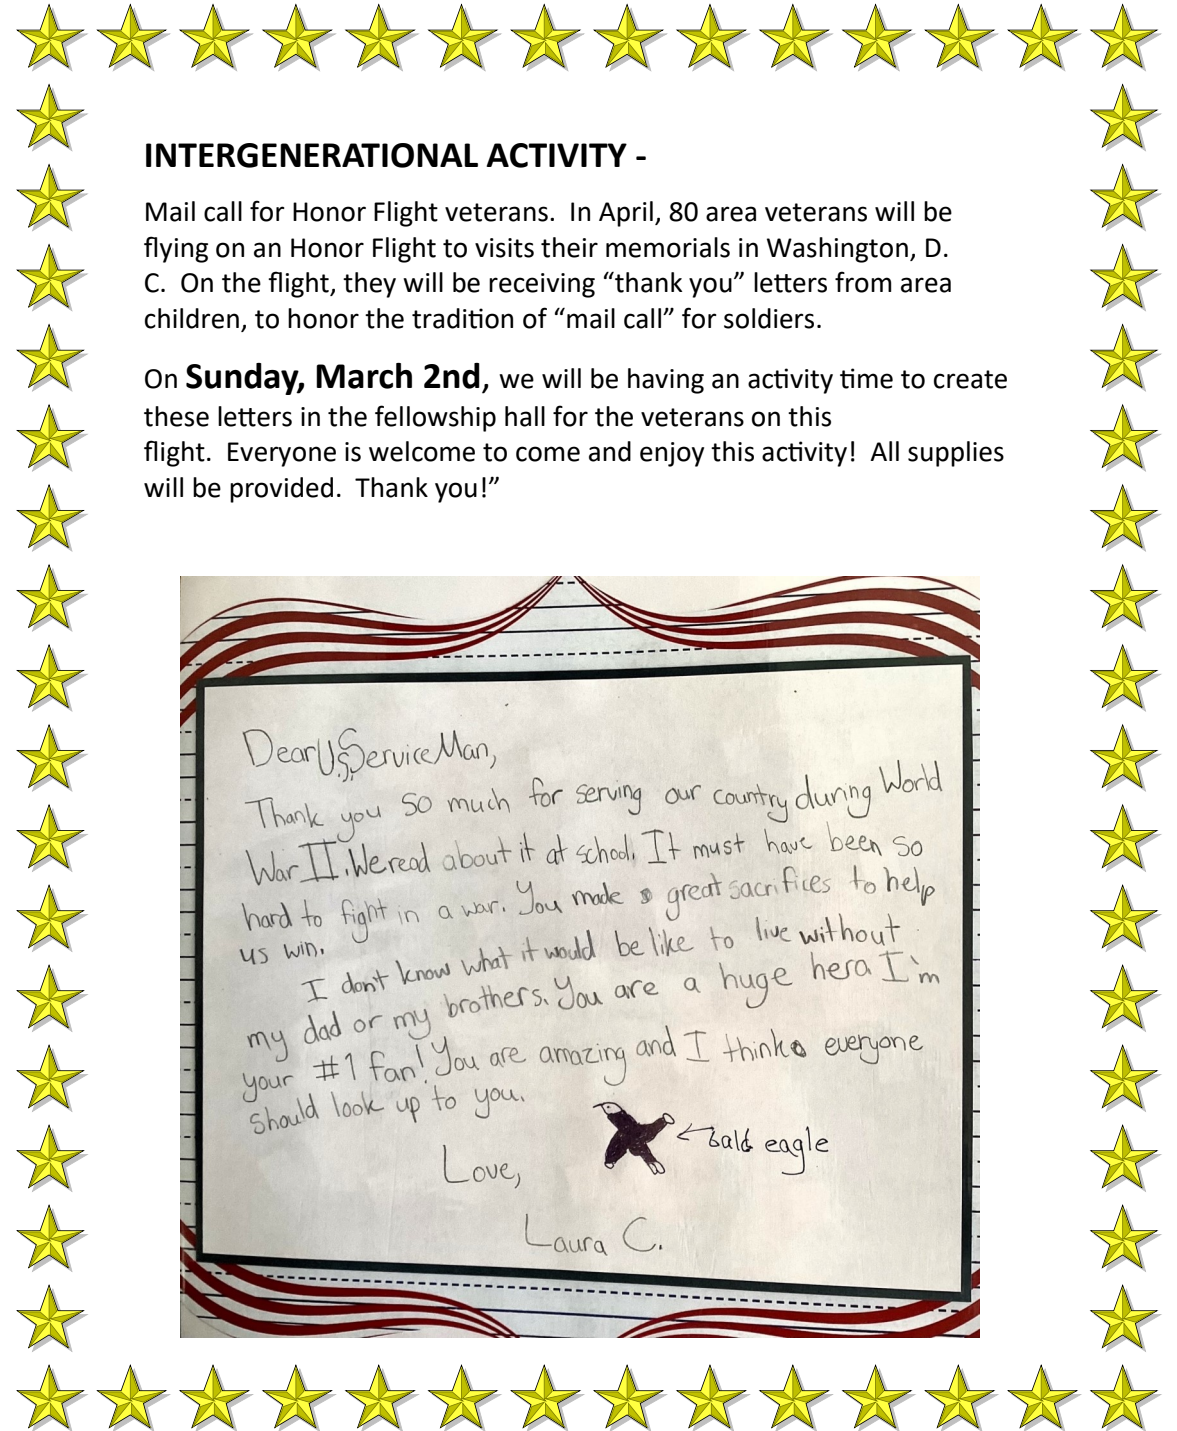 INTERGENERATIONAL ACTIVITY -
Mail call for Honor Flight veterans.  In April, 80 area veterans will be
flying on an Honor Flight to visits their memorials in Washington, D.
C.  On the flight, they will be receiving “thank you” letters from area
children, to honor the tradition of “mail call” for soldiers.
On Sunday, March 2nd, we will be having an activity time to create
these letters in the fellowship hall for the veterans on this
flight.  Everyone is welcome to come and enjoy this activity!  All supplies
will be provided.  Thank you!”
Dear U.S. Service Man,
Thank you so much for serving our country during World
War II. We read about it at school. It must have been so
hard to fight in a war. You made great sacrifices to help
us win.
I don't know what it would be like to live without
my dad or my brothers. You are a huge hero. I'm
your #1 fan! You are amazing and I think everyone
should look up to you.
bald eagle
Love,
Laura C.